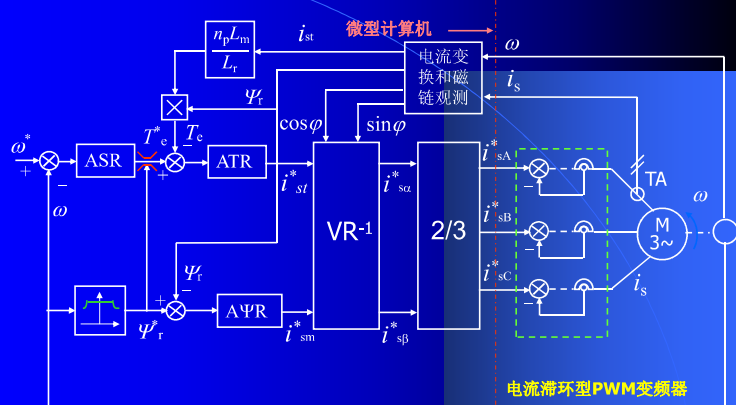 微型计算机
n_p L_m
L_r
i_st
电流变
换和磁
链观测
ω
i_s
Ψ_r
×
cosφ
sinφ
ω*
+
−
ω
ASR
T*_e
T_e
−
+
ATR
i*_st
VR⁻¹
i*_sα
2/3
i*_sA
−
TA
ω
i*_sB
−
M
3~
i*_sC
−
i_s
Ψ_r
−
+
Ψ*_r
AΨR
i*_sm
i*_sβ
电流滞环型PWM变频器